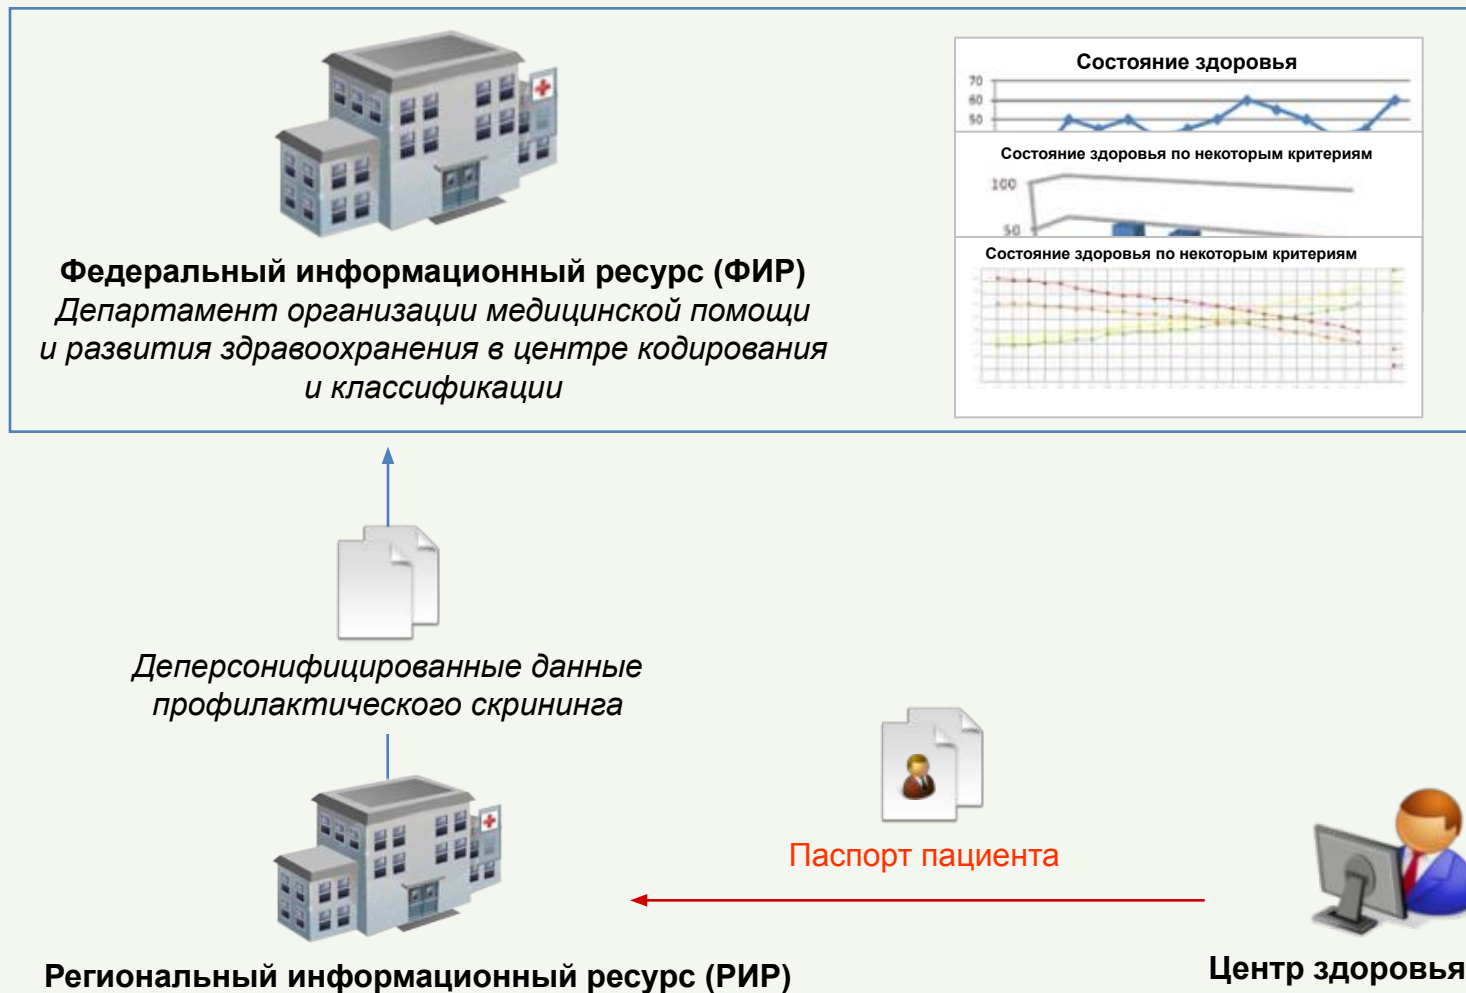 Состояние здоровья
70
60
50
Состояние здоровья по некоторым критериям
100
50
Состояние здоровья по некоторым критериям
Федеральный информационный ресурс (ФИР)
Департамент организации медицинской помощи
и развития здравоохранения в центре кодирования
и классификации
Деперсонифицированные данные
профилактического скрининга
Паспорт пациента
Региональный информационный ресурс (РИР)
Центр здоровья